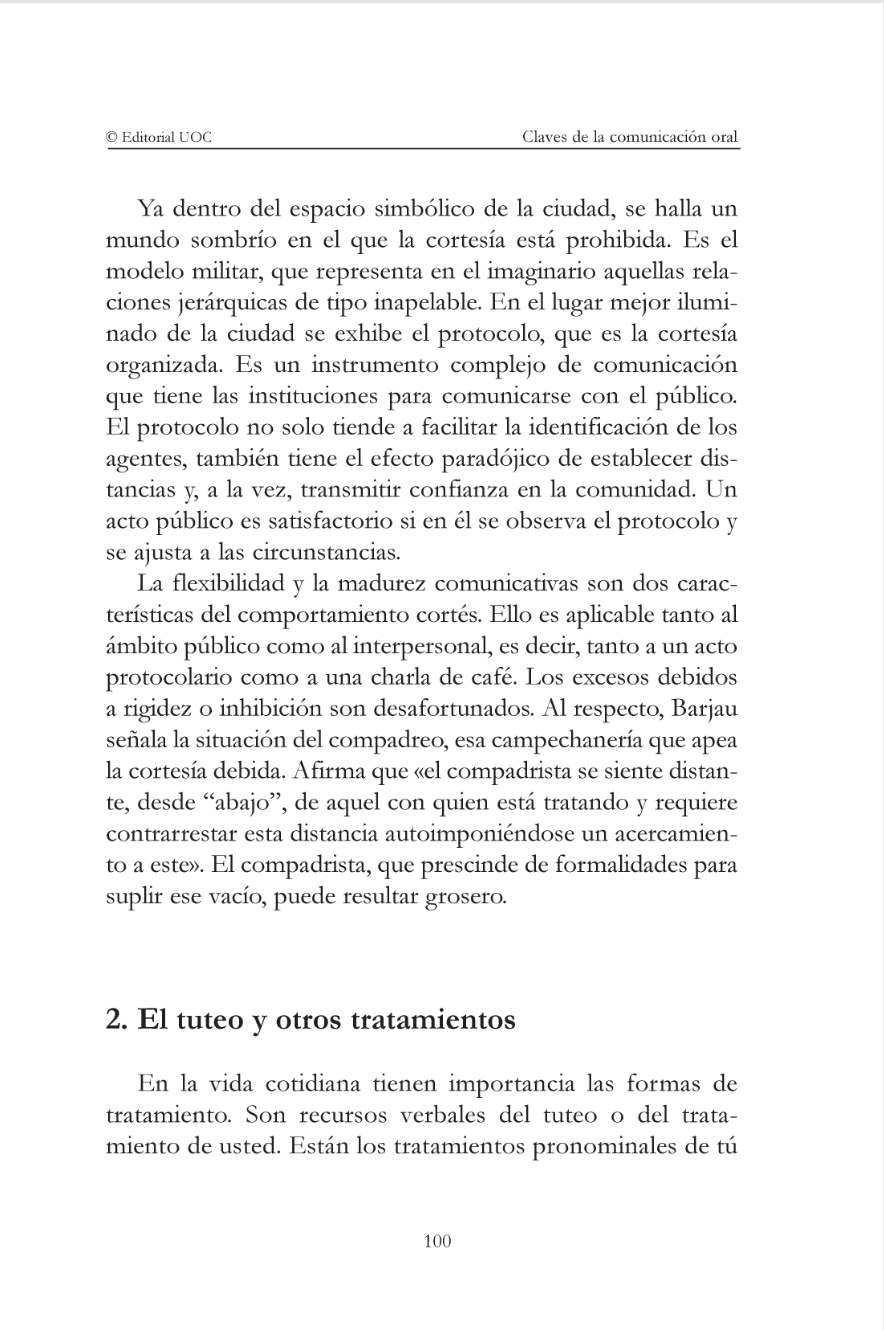 © Editorial UOC
Claves de la comunicación oral
Ya dentro del espacio simbólico de la ciudad, se halla un
mundo sombrío en el que la cortesía está prohibida. Es el
modelo militar, que representa en el imaginario aquellas rela-
ciones jerárquicas de tipo inapelable. En el lugar mejor ilumi-
nado de la ciudad se exhibe el protocolo, que es la cortesía
organizada. Es un instrumento complejo de comunicación
que tiene las instituciones para comunicarse con el público.
El protocolo no solo tiende a facilitar la identificación de los
agentes, también tiene el efecto paradójico de establecer dis-
tancias y, a la vez, transmitir confianza en la comunidad. Un
acto público es satisfactorio si en él se observa el protocolo y
se ajusta a las circunstancias.
La flexibilidad y la madurez comunicativas son dos carac-
terísticas del comportamiento cortés. Ello es aplicable tanto al
ámbito público como al interpersonal, es decir, tanto a un acto
protocolario como a una charla de café. Los excesos debidos
a rigidez o inhibición son desafortunados. Al respecto, Barjau
señala la situación del compadreo, esa campechanería que apea
la cortesía debida. Afirma que «el compadrista se siente distan-
te, desde “abajo”, de aquel con quien está tratando y requiere
contrarrestar esta distancia autoimponiéndose un acercamien-
to a este». El compadrista, que prescinde de formalidades para
suplir ese vacío, puede resultar grosero.
2. El tuteo y otros tratamientos
En la vida cotidiana tienen importancia las formas de
tratamiento. Son recursos verbales del tuteo o del trata-
miento de usted. Están los tratamientos pronominales de tú
100